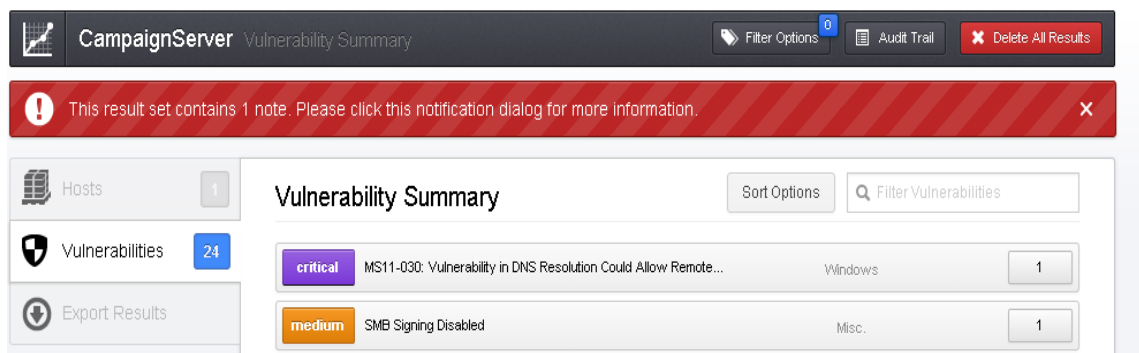 CampaignServer Vulnerability Summary
Filter Options 0
Audit Trail
Delete All Results
This result set contains 1 note. Please click this notification dialog for more information.
Hosts 1
Vulnerabilities 24
Export Results
Vulnerability Summary
Sort Options
Filter Vulnerabilities
critical MS11-030: Vulnerability in DNS Resolution Could Allow Remote... Windows 1
medium SMB Signing Disabled Misc. 1